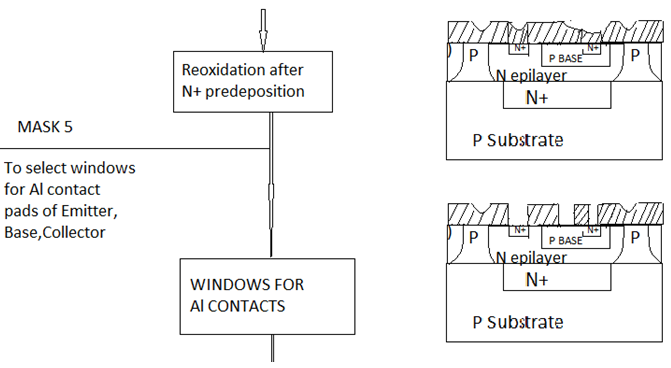 Reoxidation after
N+ predeposition
MASK 5
To select windows
for Al contact
pads of Emitter,
Base,Collector
WINDOWS FOR
Al CONTACTS
N+
N+
P
P BASE
P
N epilayer
N+
P Substrate
N+
N+
P
P BASE
P
N epilayer
N+
P Substrate